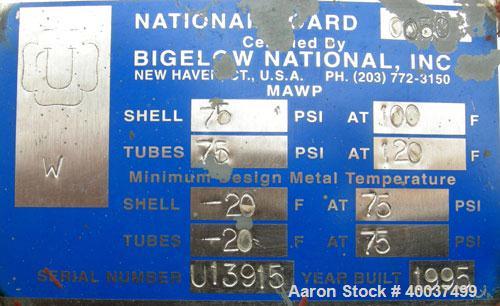 NATIONAL BOARD
Certified By
BIGELOW NATIONAL, INC
NEW HAVEN CT., U.S.A. PH. (203) 772-3150
MAWP
U
W
SHELL 75 PSI AT 100 F
TUBES 75 PSI AT 120 F
Minimum Design Metal Temperature
SHELL -20 F AT 75 PSI
TUBES -20 F AT 75 PSI
SERIAL NUMBER U13915 YEAR BUILT 1995
Aaron Stock # 40037499